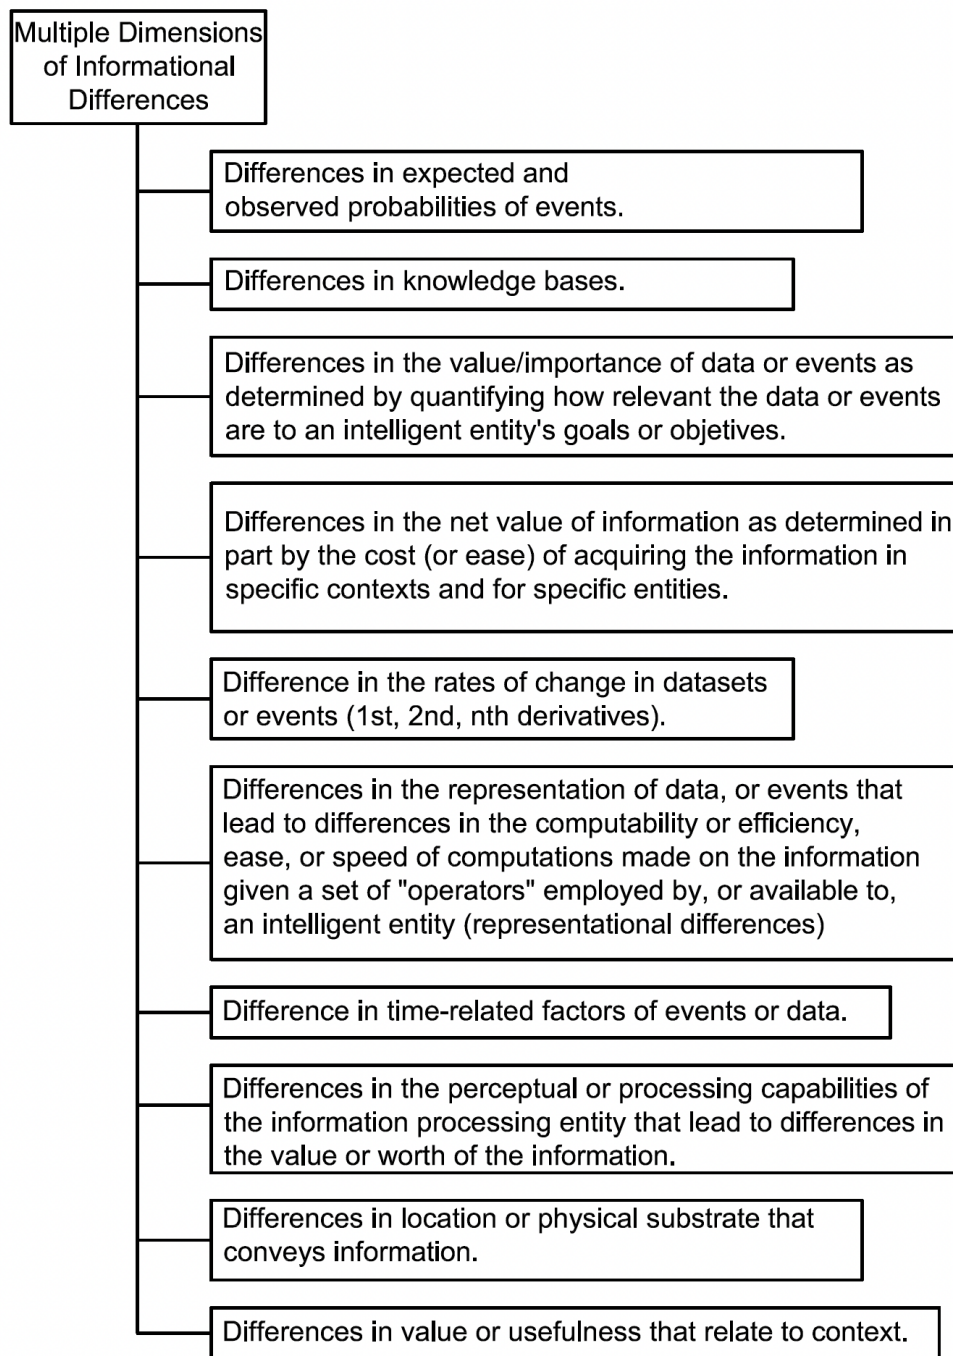 Multiple Dimensions
of Informational
Differences
Differences in expected and
observed probabilities of events.
Differences in knowledge bases.
Differences in the value/importance of data or events as
determined by quantifying how relevant the data or events
are to an intelligent entity's goals or objetives.
Differences in the net value of information as determined in
part by the cost (or ease) of acquiring the information in
specific contexts and for specific entities.
Difference in the rates of change in datasets
or events (1st, 2nd, nth derivatives).
Differences in the representation of data, or events that
lead to differences in the computability or efficiency,
ease, or speed of computations made on the information
given a set of "operators" employed by, or available to,
an intelligent entity (representational differences)
Difference in time-related factors of events or data.
Differences in the perceptual or processing capabilities of
the information processing entity that lead to differences in
the value or worth of the information.
Differences in location or physical substrate that
conveys information.
Differences in value or usefulness that relate to context.